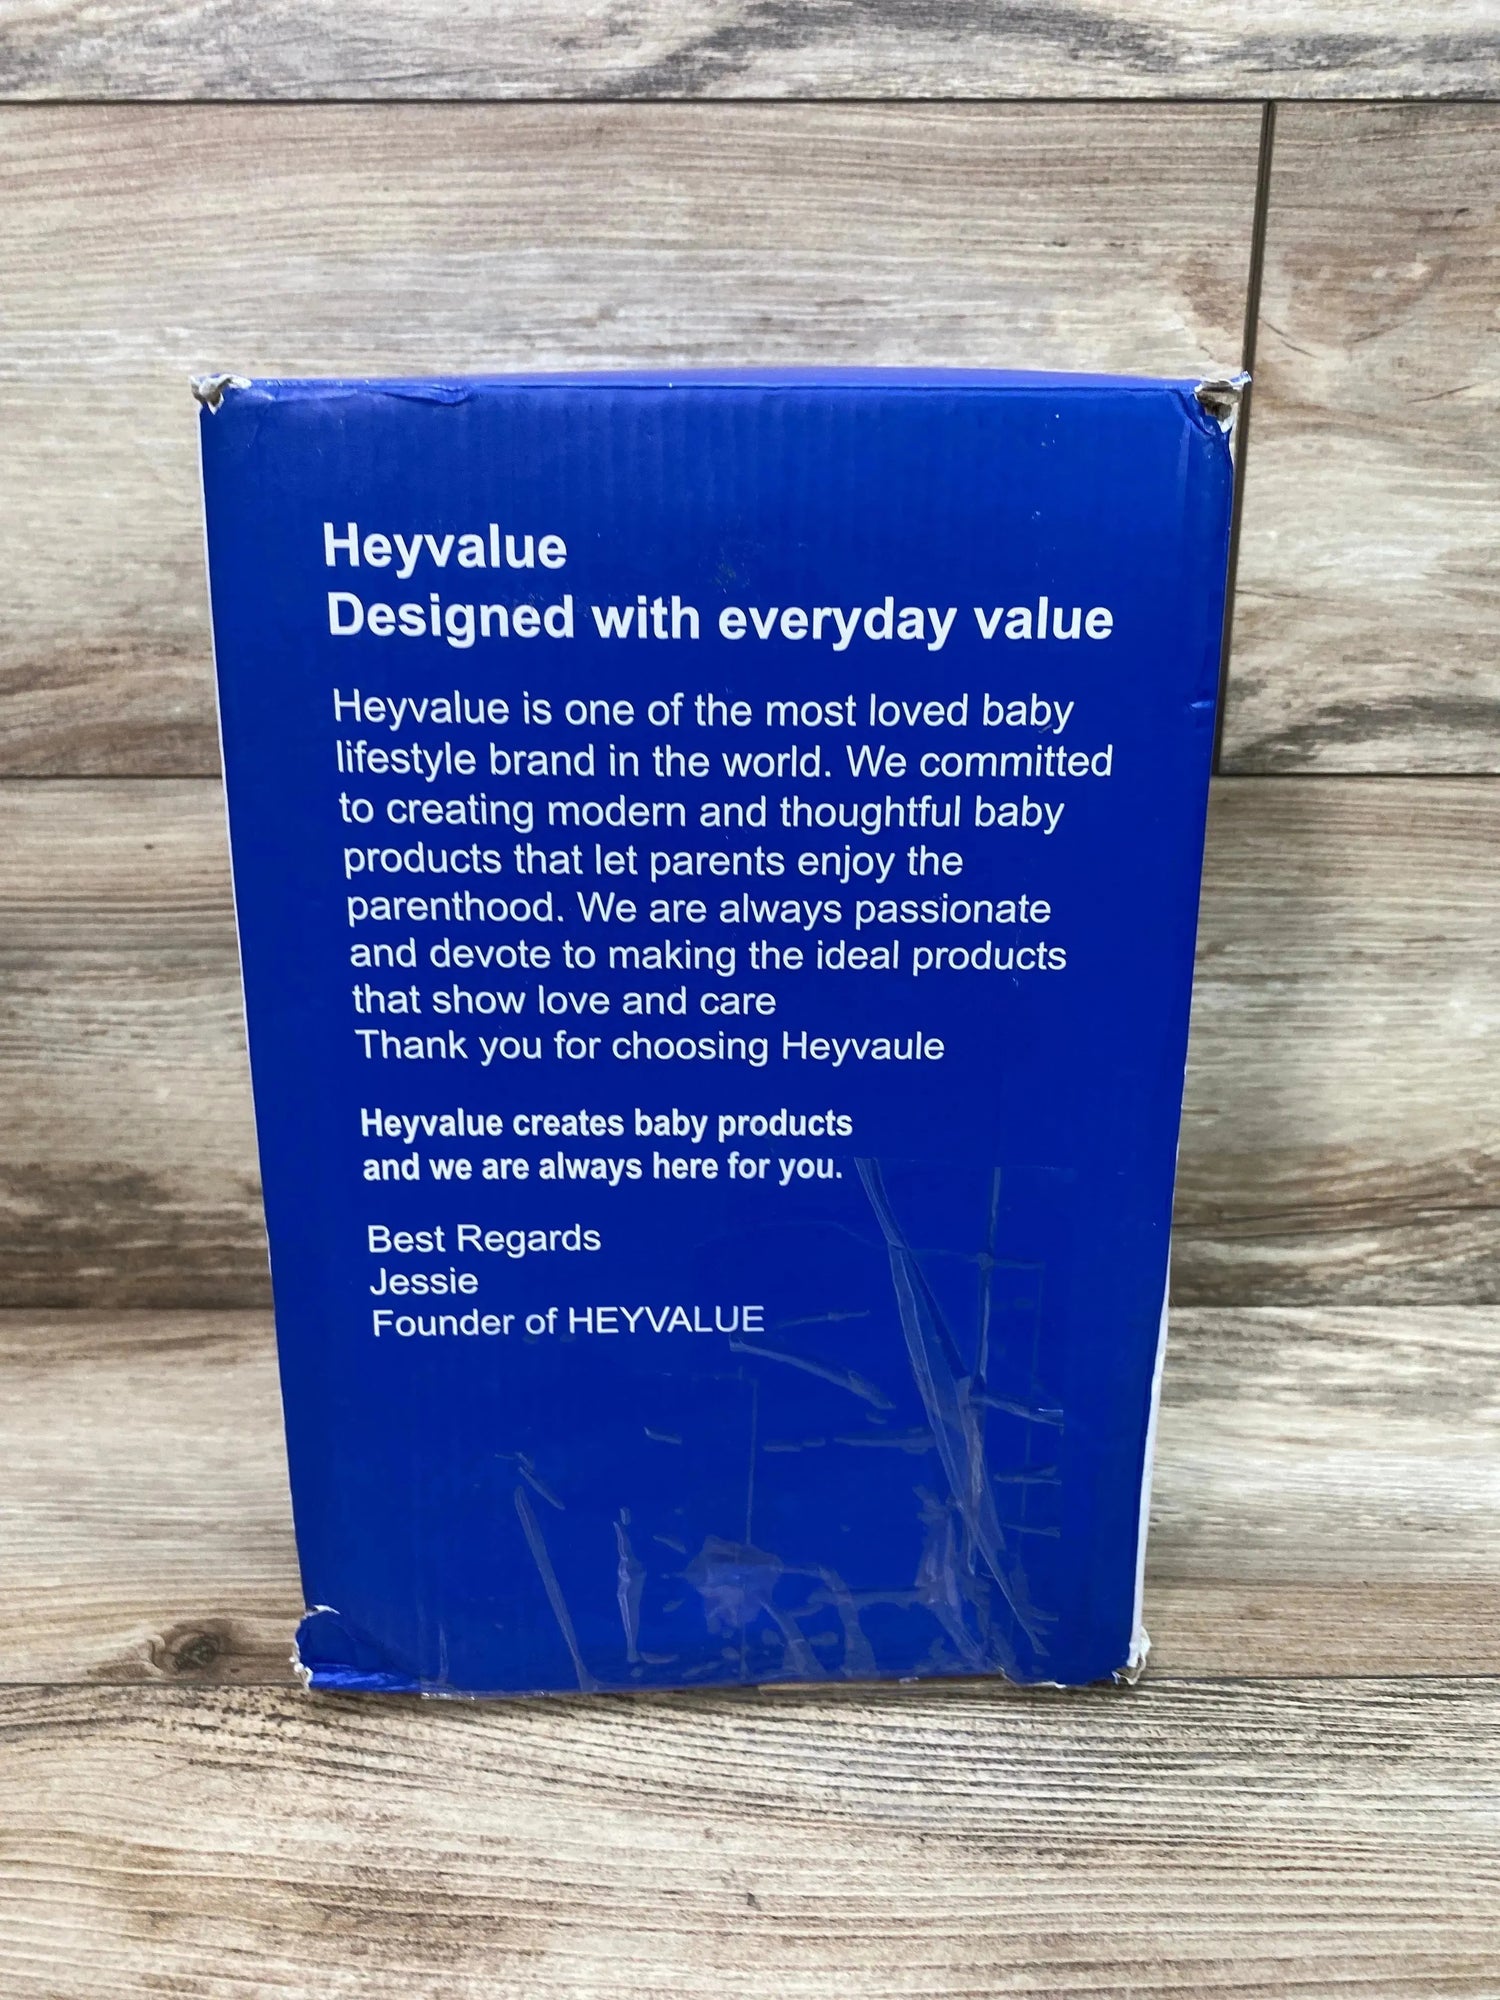 Heyvalue
Designed with everyday value
Heyvalue is one of the most loved baby
lifestyle brand in the world. We committed
to creating modern and thoughtful baby
products that let parents enjoy the
parenthood. We are always passionate
and devote to making the ideal products
that show love and care
Thank you for choosing Heyvaule
Heyvalue creates baby products
and we are always here for you.
Best Regards
Jessie
Founder of HEYVALUE